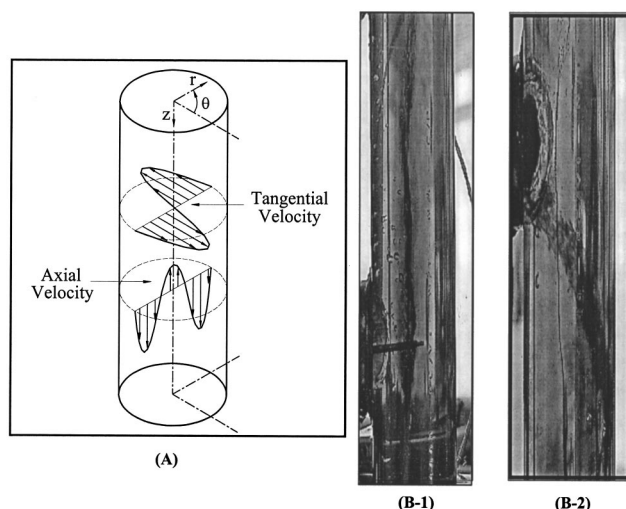 r
θ
z
Tangential
Velocity
Axial
Velocity
(A)
(B-1)
(B-2)